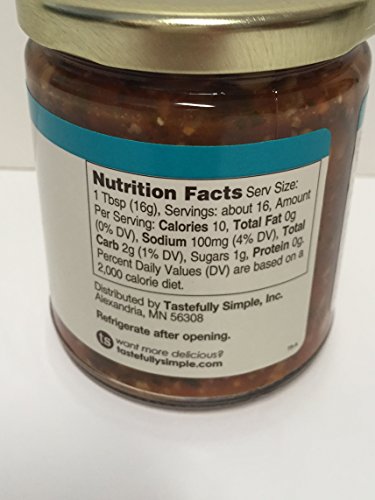 Nutrition Facts Serv Size:
1 Tbsp (16g), Servings: about 16, Amount
Per Serving: Calories 10, Total Fat 0g
(0% DV), Sodium 100mg (4% DV), Total
Carb 2g (1% DV), Sugars 1g, Protein 0g.
Percent Daily Values (DV) are based on a
2,000 calorie diet.
Distributed by Tastefully Simple, Inc.
Alexandria, MN 56308
Refrigerate after opening.
ts want more delicious?
tastefullysimple.com